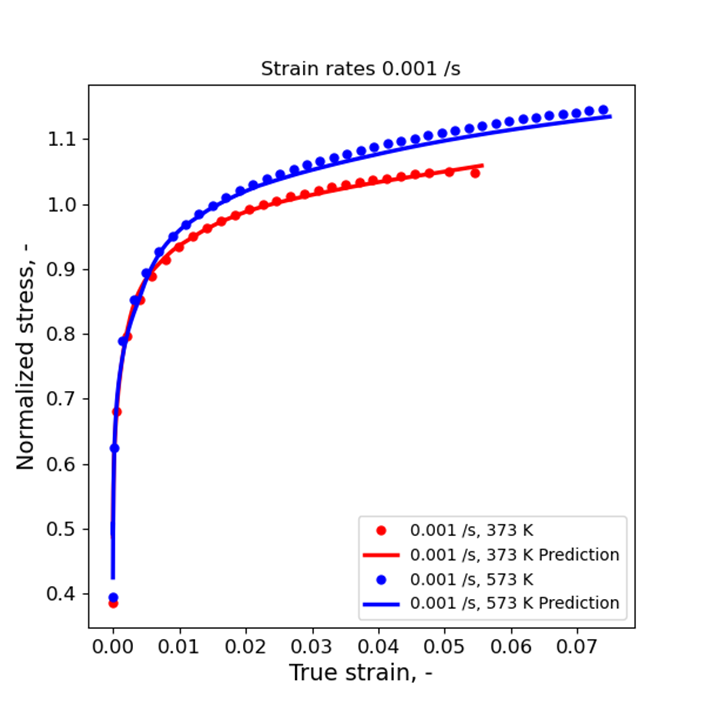 Strain rates 0.001 /s
Normalized stress, -
1.1
1.0
0.9
0.8
0.7
0.6
0.5
0.4
0.001 /s, 373 K
0.001 /s, 373 K Prediction
0.001 /s, 573 K
0.001 /s, 573 K Prediction
0.00 0.01 0.02 0.03 0.04 0.05 0.06 0.07
True strain, -